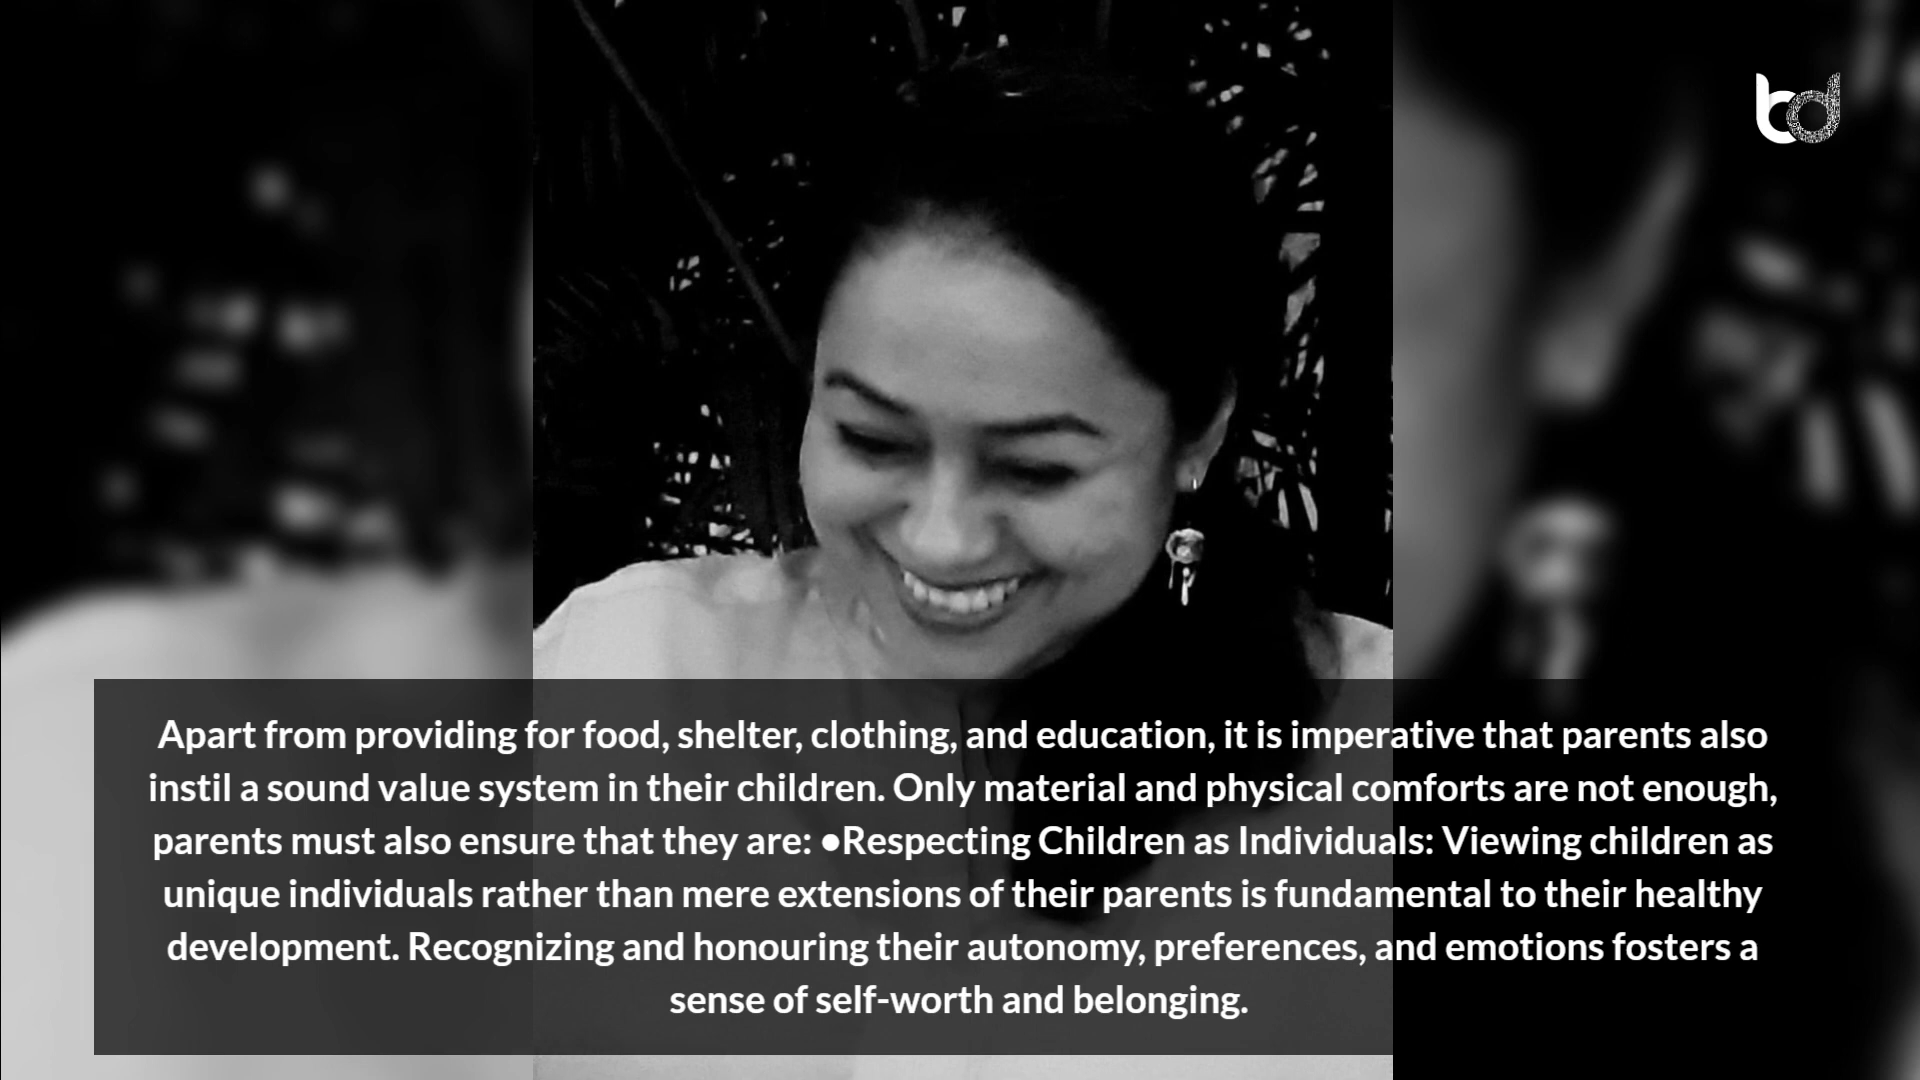 bd
Apart from providing for food, shelter, clothing, and education, it is imperative that parents also
instil a sound value system in their children. Only material and physical comforts are not enough,
parents must also ensure that they are: ●Respecting Children as Individuals: Viewing children as
unique individuals rather than mere extensions of their parents is fundamental to their healthy
development. Recognizing and honouring their autonomy, preferences, and emotions fosters a
sense of self-worth and belonging.